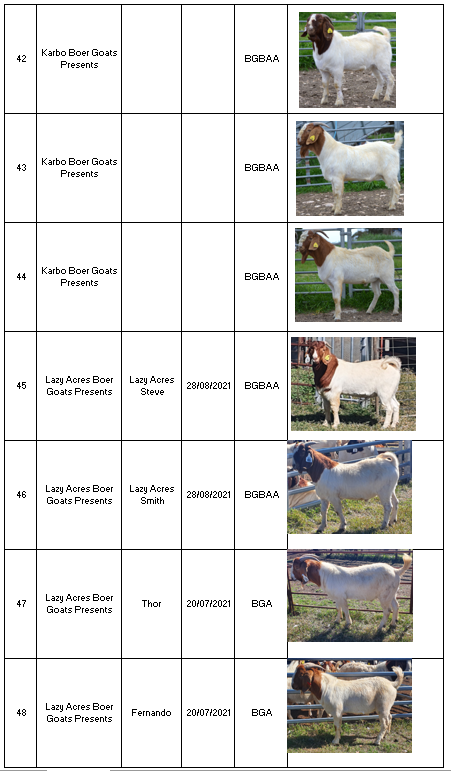 42
Karbo Boer Goats
Presents
BGBAA
43
Karbo Boer Goats
Presents
BGBAA
44
Karbo Boer Goats
Presents
BGBAA
45
Lazy Acres Boer
Goats Presents
Lazy Acres
Steve
28/08/2021
BGBAA
46
Lazy Acres Boer
Goats Presents
Lazy Acres
Smith
28/08/2021
BGBAA
47
Lazy Acres Boer
Goats Presents
Thor
20/07/2021
BGA
48
Lazy Acres Boer
Goats Presents
Fernando
20/07/2021
BGA